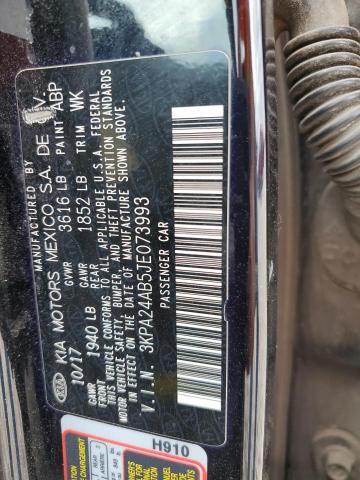 KIA KIA MOTORS MEXICO S.A. DE V.
10/17 GVWR 3616 LB PAINT ABP
GAWR FRONT 1940 LB GAWR REAR 1852 LB TRIM WK
THIS VEHICLE CONFORMS TO ALL APPLICABLE U.S.A. FEDERAL
MOTOR VEHICLE SAFETY, BUMPER, AND THEFT PREVENTION STANDARDS
IN EFFECT ON THE DATE OF MANUFACTURE SHOWN ABOVE.
V.I.N. 3KPA24AB5JE073993
PASSENGER CAR
H910